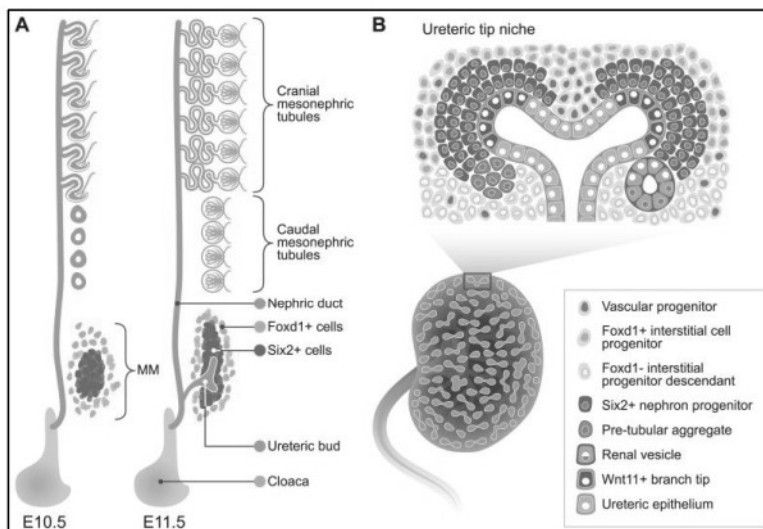 A
Cranial
mesonephric
tubules
Caudal
mesonephric
tubules
Nephric duct
Foxd1+ cells
Six2+ cells
MM
Ureteric bud
Cloaca
E10.5
E11.5
B
Ureteric tip niche
Vascular progenitor
Foxd1+ interstitial cell
progenitor
Foxd1- interstitial
progenitor descendant
Six2+ nephron progenitor
Pre-tubular aggregate
Renal vesicle
Wnt11+ branch tip
Ureteric epithelium